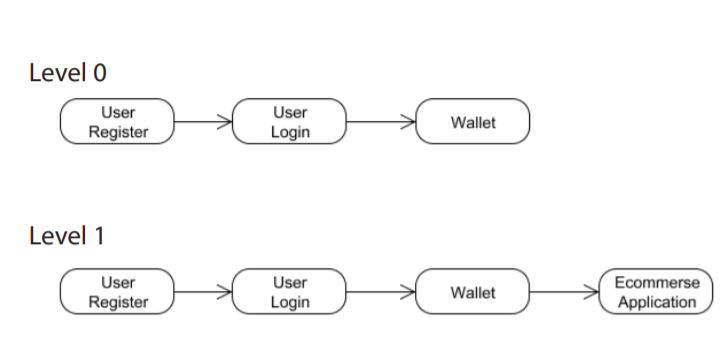 Level 0
User
Register
User
Login
Wallet
Level 1
User
Register
User
Login
Wallet
Ecommerse
Application